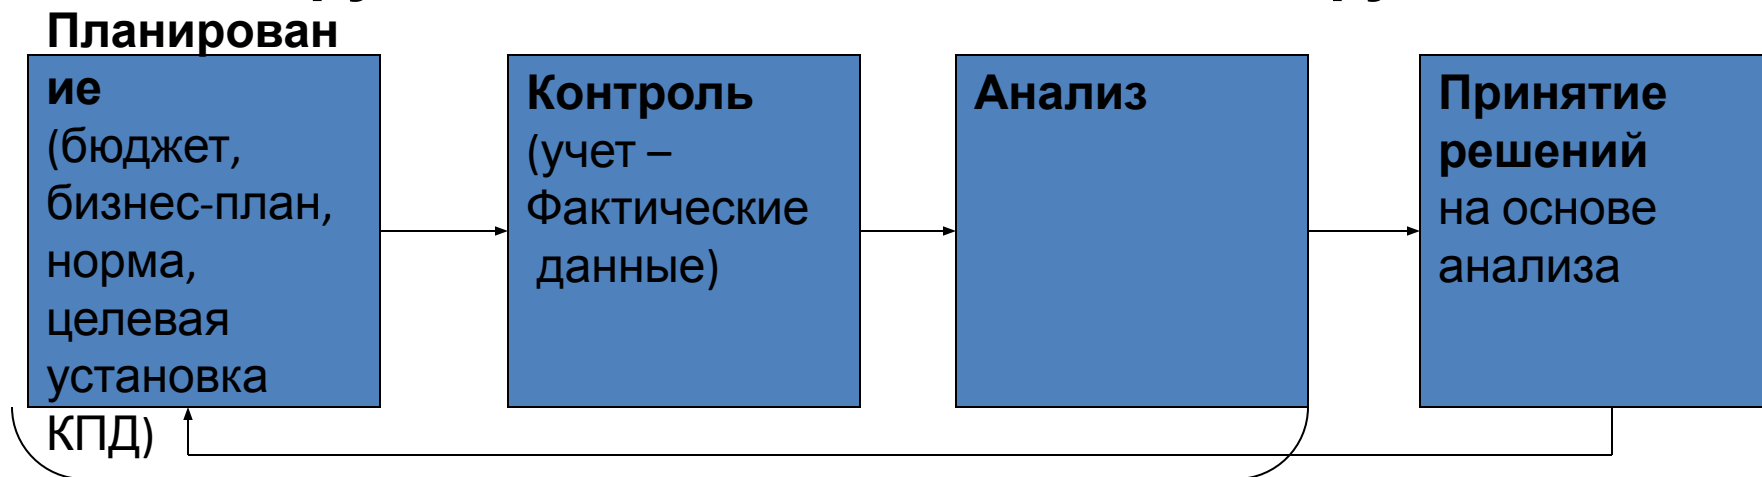 Планирован
ие
(бюджет,
бизнес-план,
норма,
целевая
установка
КПД)
Контроль
(учет –
Фактические
данные)
Анализ
Принятие
решений
на основе
анализа